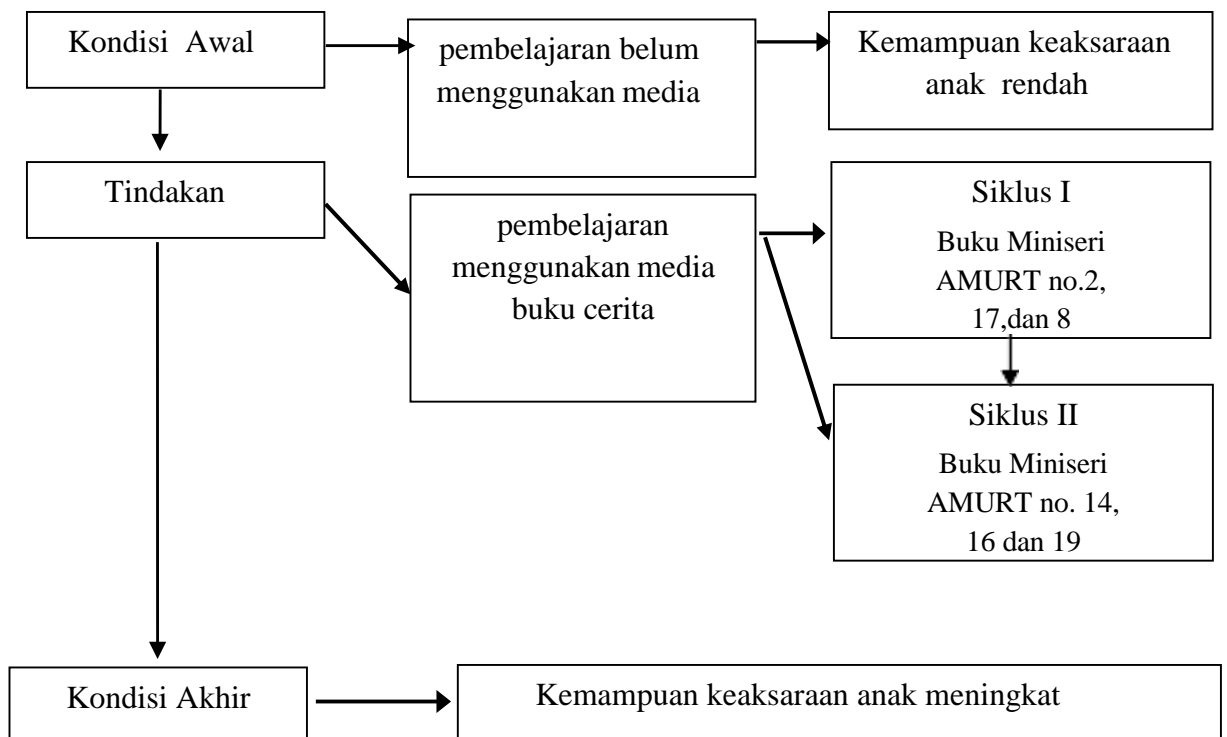 Kondisi Awal
pembelajaran belum
menggunakan media
Kemampuan keaksaraan
anak rendah
Tindakan
pembelajaran
menggunakan media
buku cerita
Siklus I
Buku Miniseri
AMURT no.2,
17,dan 8
Siklus II
Buku Miniseri
AMURT no. 14,
16 dan 19
Kondisi Akhir
Kemampuan keaksaraan anak meningkat